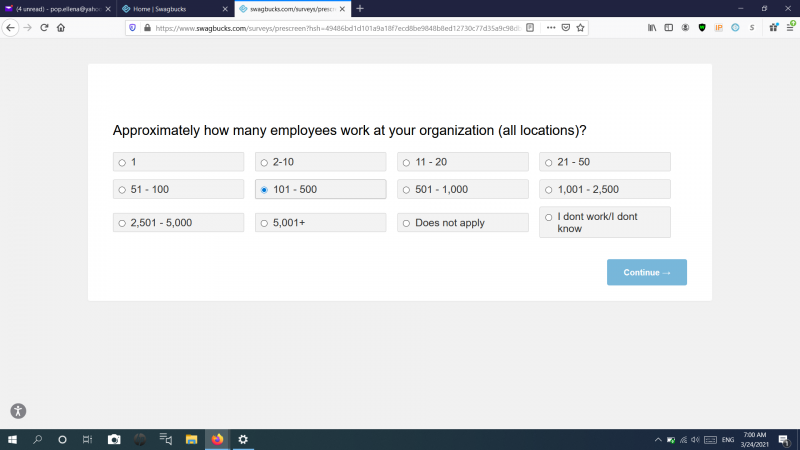 (4 unread) - pop.ellena@yaho
Home | Swagbucks
swagbucks.com/surveys/presc
https://www.swagbucks.com/surveys/prescreen?hsh=
Approximately how many employees work at your organization (all locations)?
1
2-10
11 - 20
21 - 50
51 - 100
101 - 500
501 - 1,000
1,001 - 2,500
2,501 - 5,000
5,001+
Does not apply
I dont work/I dont
know
Continue →
ENG
7:00 AM
3/24/2021